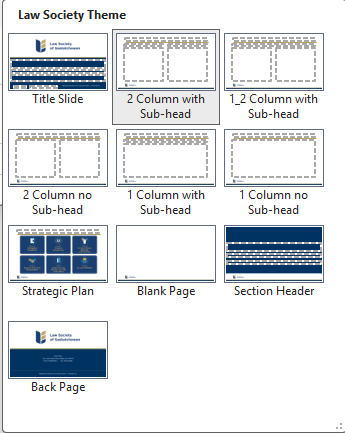 Law Society Theme
Law Society
of Saskatchewan
Title Slide
2 Column with
Sub-head
1_2 Column with
Sub-head
2 Column no
Sub-head
1 Column with
Sub-head
1 Column no
Sub-head
Strategic Plan
Blank Page
Section Header
Law Society
of Saskatchewan
Back Page